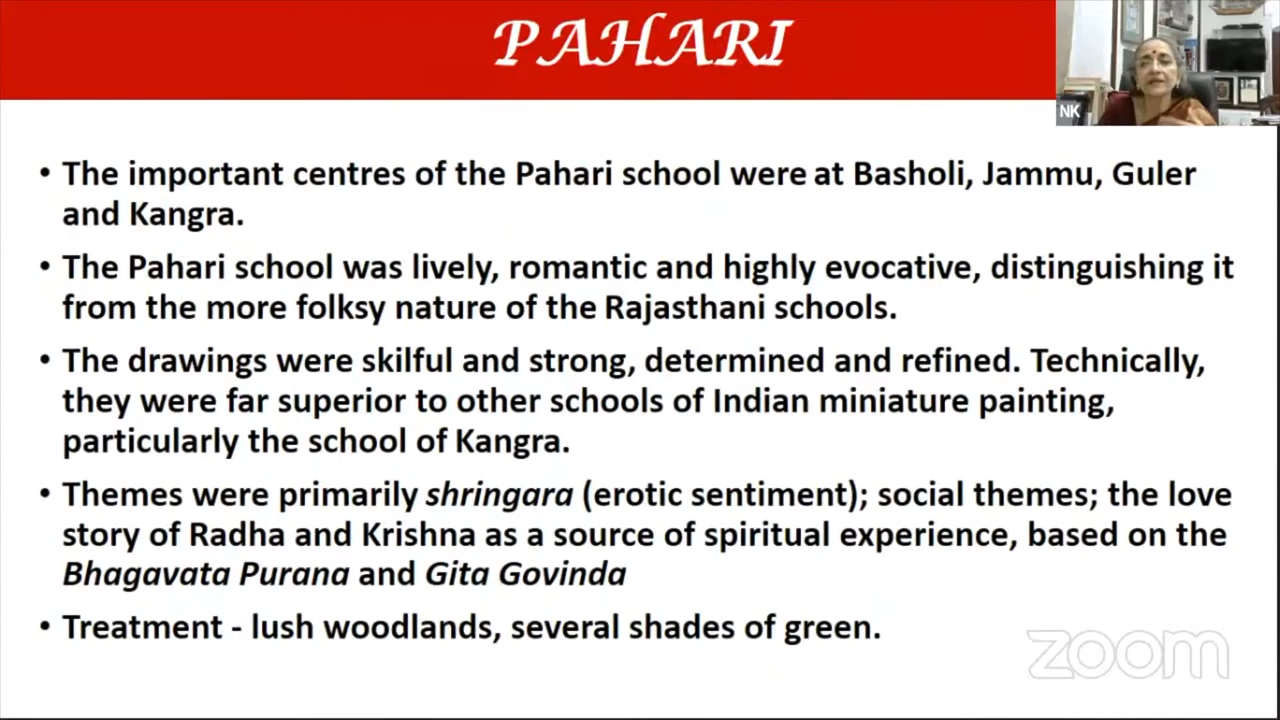 PAHARI
NK
• The important centres of the Pahari school were at Basholi, Jammu, Guler
and Kangra.
• The Pahari school was lively, romantic and highly evocative, distinguishing it
from the more folksy nature of the Rajasthani schools.
• The drawings were skilful and strong, determined and refined. Technically,
they were far superior to other schools of Indian miniature painting,
particularly the school of Kangra.
• Themes were primarily shringara (erotic sentiment); social themes; the love
story of Radha and Krishna as a source of spiritual experience, based on the
Bhagavata Purana and Gita Govinda
• Treatment - lush woodlands, several shades of green.
zoom